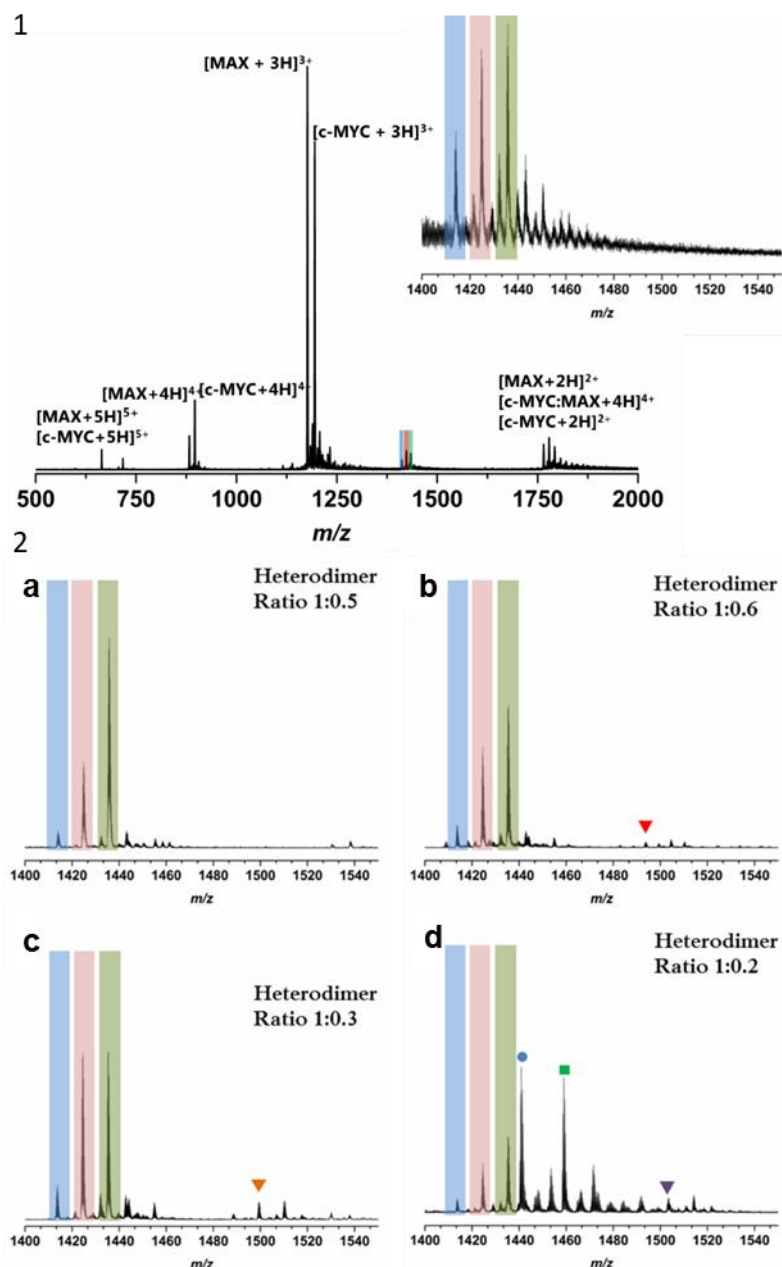 1
[MAX + 3H]3+
[c-MYC + 3H]3+
1400 1420 1440 1460 1480 1500 1520 1540
m/z
[MAX+4H]4+
[c-MYC+4H]4+
[MAX+5H]5+
[c-MYC+5H]5+
[MAX+2H]2+
[c-MYC:MAX+4H]4+
[c-MYC+2H]2+
500 750 1000 1250 1500 1750 2000
m/z
2
a
Heterodimer
Ratio 1:0.5
1400 1420 1440 1460 1480 1500 1520 1540
m/z
b
Heterodimer
Ratio 1:0.6
1400 1420 1440 1460 1480 1500 1520 1540
m/z
c
Heterodimer
Ratio 1:0.3
1400 1420 1440 1460 1480 1500 1520 1540
m/z
d
Heterodimer
Ratio 1:0.2
1400 1420 1440 1460 1480 1500 1520 1540
m/z